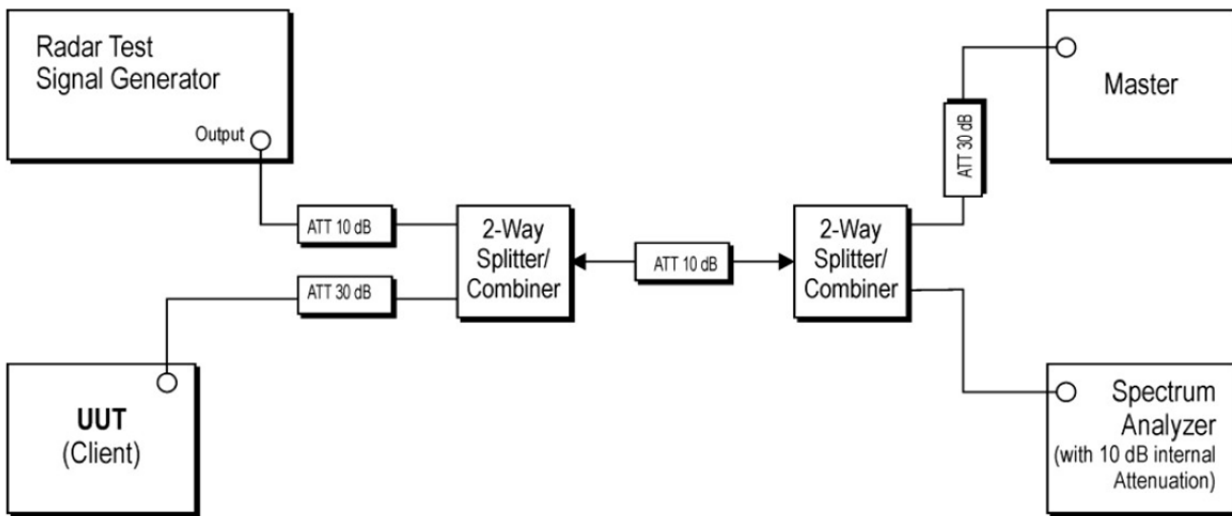 Radar Test
Signal Generator
Output
ATT 10 dB
ATT 30 dB
UUT
(Client)
2-Way
Splitter/
Combiner
ATT 10 dB
2-Way
Splitter/
Combiner
ATT 30 dB
Master
Spectrum
Analyzer
(with 10 dB internal
Attenuation)